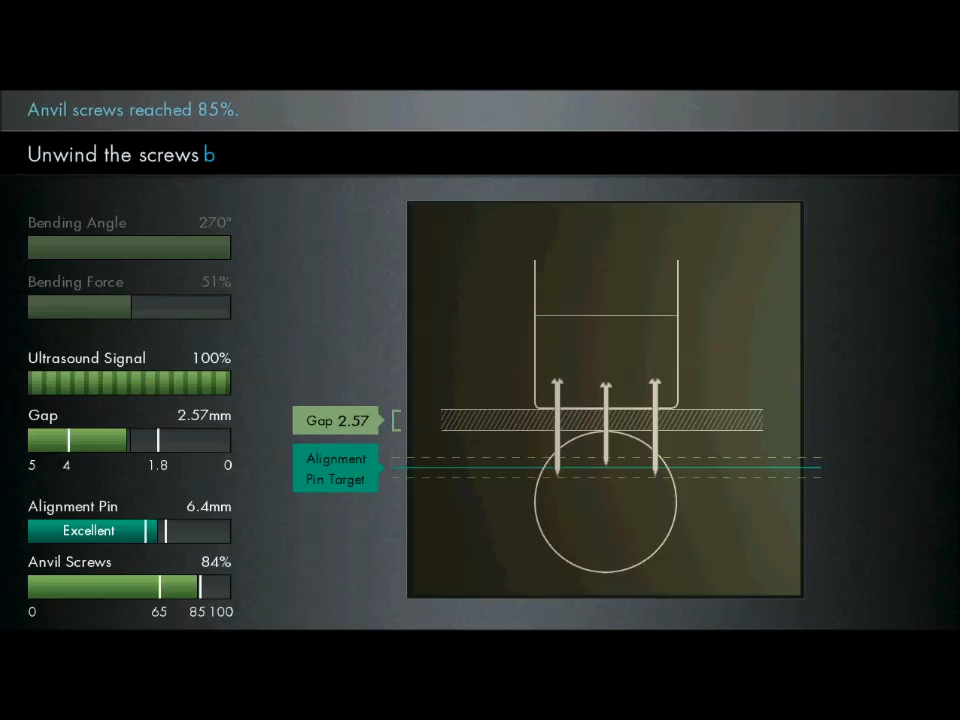 Anvil screws reached 85%.
Unwind the screws b
Bending Angle 270°
Bending Force 51%
Ultrasound Signal 100%
Gap 2.57mm
5 4 1.8 0
Alignment Pin 6.4mm
Excellent
Anvil Screws 84%
0 65 85 100
Gap 2.57
Alignment
Pin Target